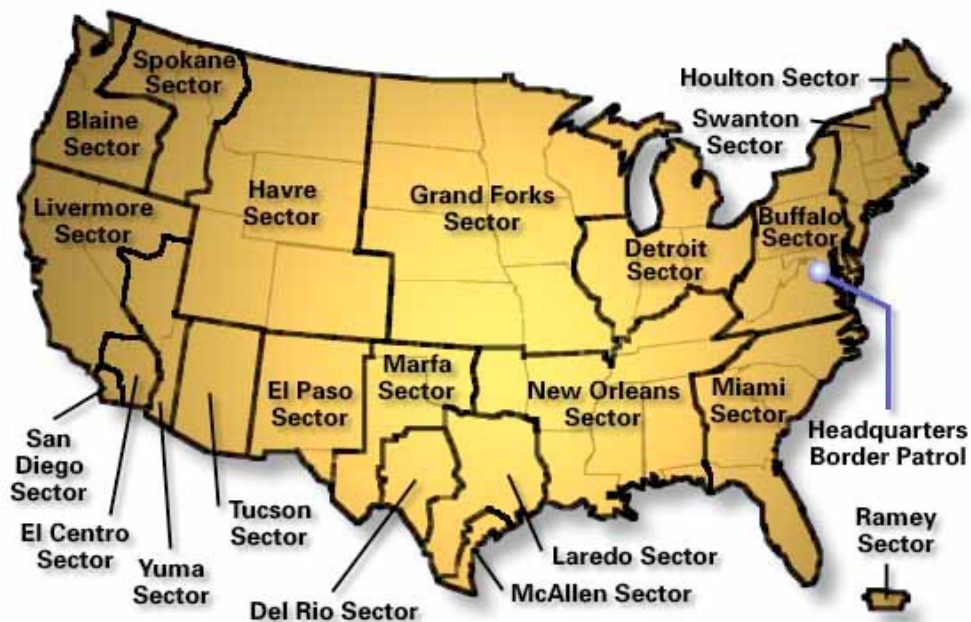 Spokane
Sector
Houlton Sector
Swanton
Sector
Blaine
Sector
Livermore
Sector
Havre
Sector
Grand Forks
Sector
Detroit
Sector
Buffalo
Sector
El Paso
Sector
Marfa
Sector
New Orleans
Sector
Miami
Sector
Headquarters
Border Patrol
San
Diego
Sector
El Centro
Sector
Yuma
Sector
Tucson
Sector
Del Rio Sector
Laredo Sector
McAllen Sector
Ramey
Sector